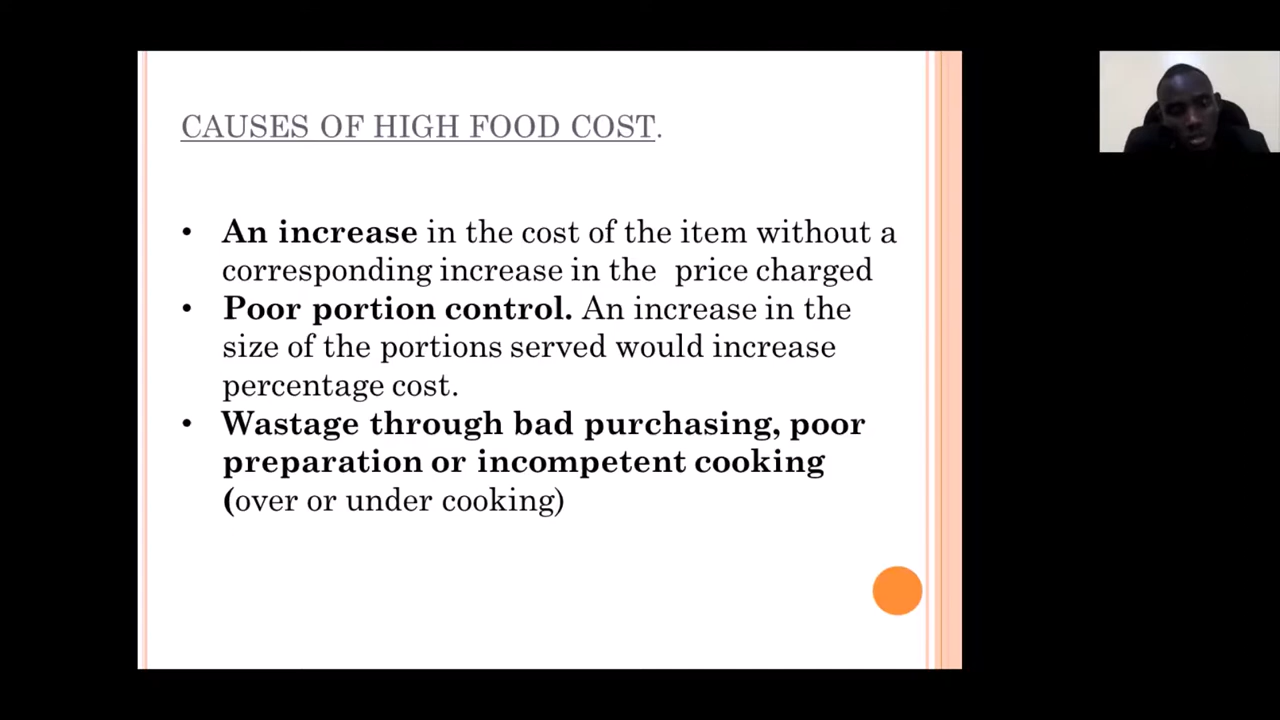 CAUSES OF HIGH FOOD COST.
• An increase in the cost of the item without a
corresponding increase in the price charged
• Poor portion control. An increase in the
size of the portions served would increase
percentage cost.
• Wastage through bad purchasing, poor
preparation or incompetent cooking
(over or under cooking)